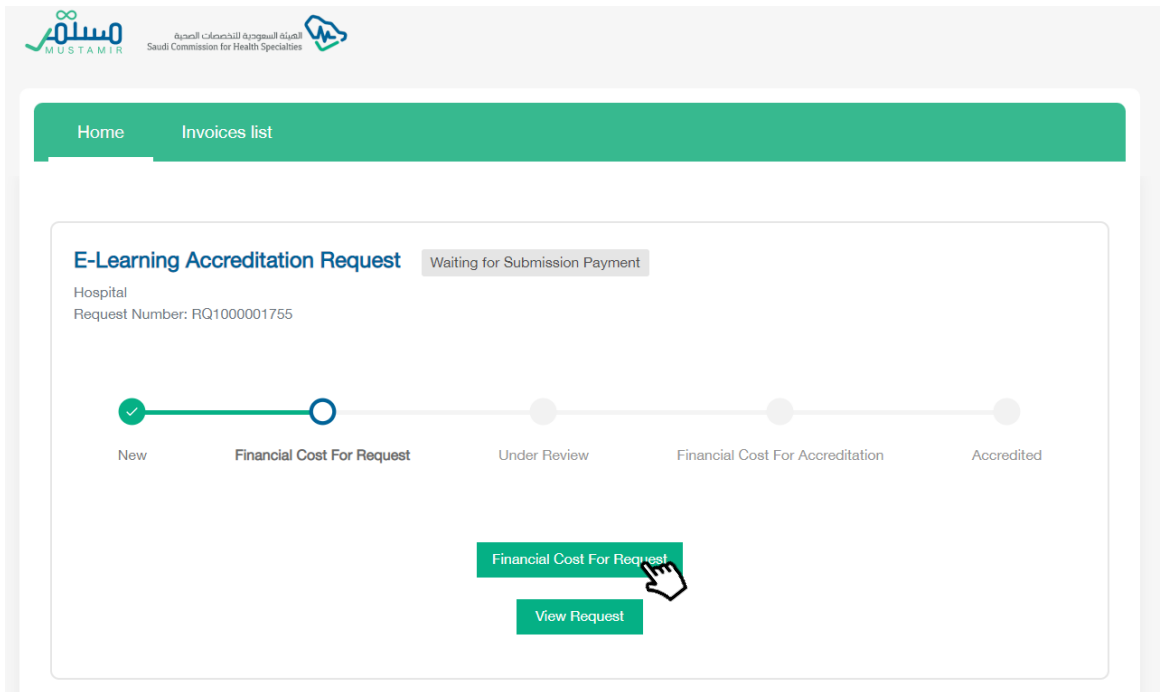 مستمر
MUSTAMIR
الهيئة السعودية للتخصصات الصحية
Saudi Commission for Health Specialties
Home
Invoices list
E-Learning Accreditation Request
Waiting for Submission Payment
Hospital
Request Number: RQ1000001755
New
Financial Cost For Request
Under Review
Financial Cost For Accreditation
Accredited
Financial Cost For Request
View Request